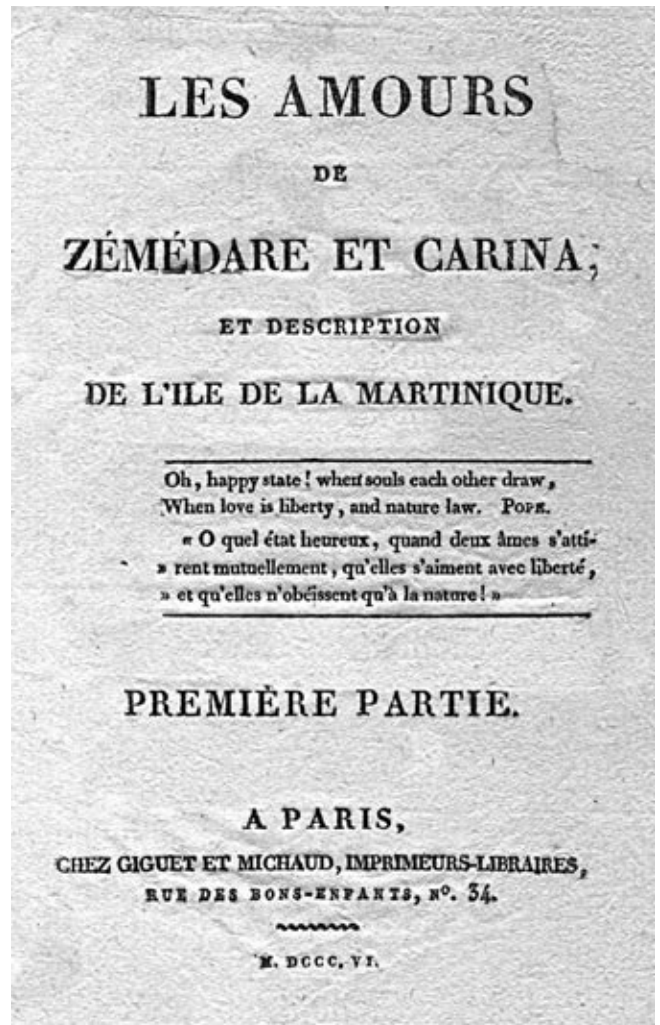 LES AMOURS
DE
ZÉMÉDARE ET CARINA;
ET DESCRIPTION
DE L'ILE DE LA MARTINIQUE.
Oh, happy state! when souls each other draw,
When love is liberty, and nature law. POPE.
« O quel état heureux, quand deux âmes s'atti-
» rent mutuellement, qu'elles s'aiment avec liberté,
» et qu'elles n'obéissent qu'à la nature! »
PREMIÈRE PARTIE.
A PARIS,
CHEZ GIGUET ET MICHAUD, IMPRIMEURS-LIBRAIRES,
RUE DES BONS-ENFANTS, Nº. 34.
M. DCCC. VI.